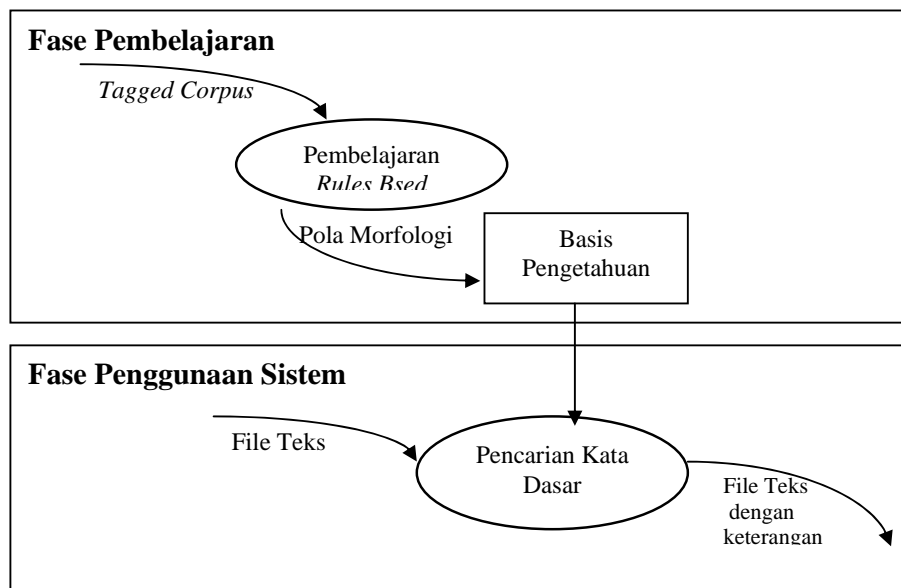 Fase Pembelajaran
Tagged Corpus
Pembelajaran
Rules Bsed
Pola Morfologi
Basis
Pengetahuan
Fase Penggunaan Sistem
File Teks
Pencarian Kata
Dasar
File Teks
dengan
keterangan